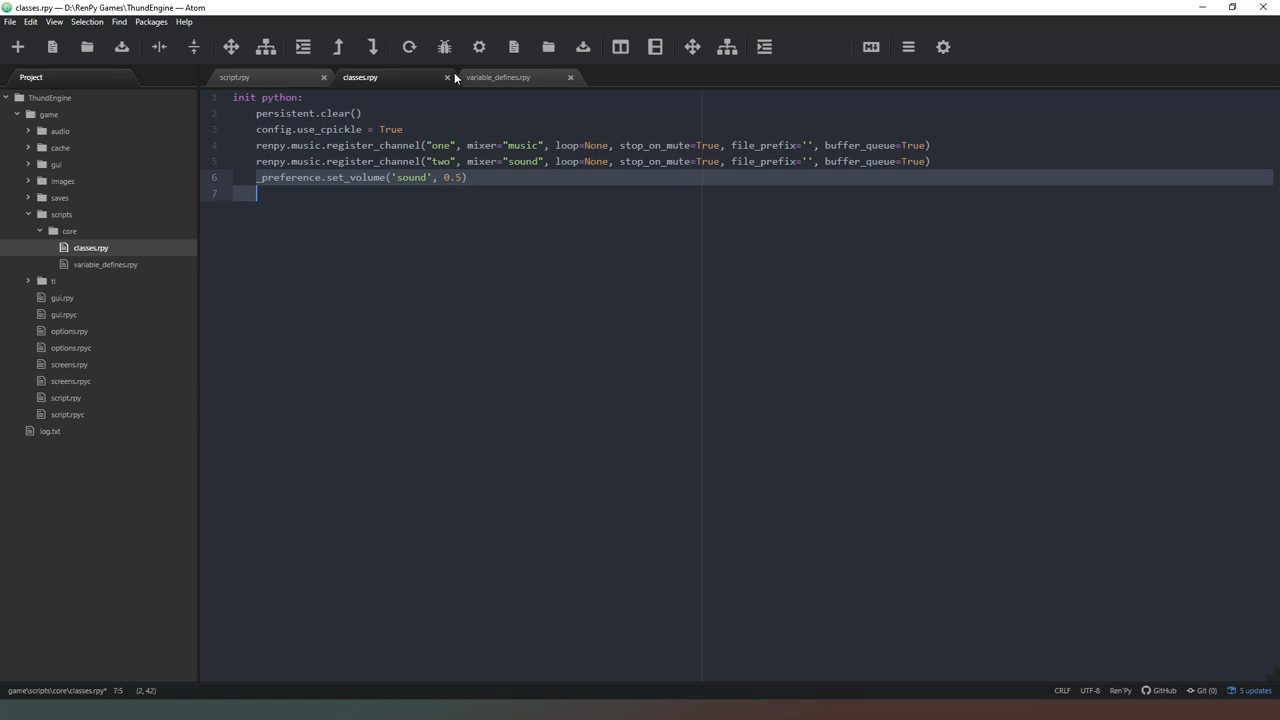 classes.rpy — D:\RenPy Games\ThundEngine — Atom
File Edit View Selection Find Packages Help
Project
script.rpy
classes.rpy
variable_defines.rpy
ThundEngine
game
audio
cache
gui
images
saves
scripts
core
classes.rpy
variable_defines.rpy
tl
gui.rpy
gui.rpyc
options.rpy
options.rpyc
screens.rpy
screens.rpyc
script.rpy
script.rpyc
log.txt
1 init python:
2 persistent.clear()
3 config.use_cpickle = True
4 renpy.music.register_channel("one", mixer="music", loop=None, stop_on_mute=True, file_prefix='', buffer_queue=True)
5 renpy.music.register_channel("two", mixer="sound", loop=None, stop_on_mute=True, file_prefix='', buffer_queue=True)
6 _preference.set_volume('sound', 0.5)
7
game\scripts\core\classes.rpy* 7:5 (2, 42)
CRLF UTF-8 Ren'Py GitHub Git (0) 5 updates